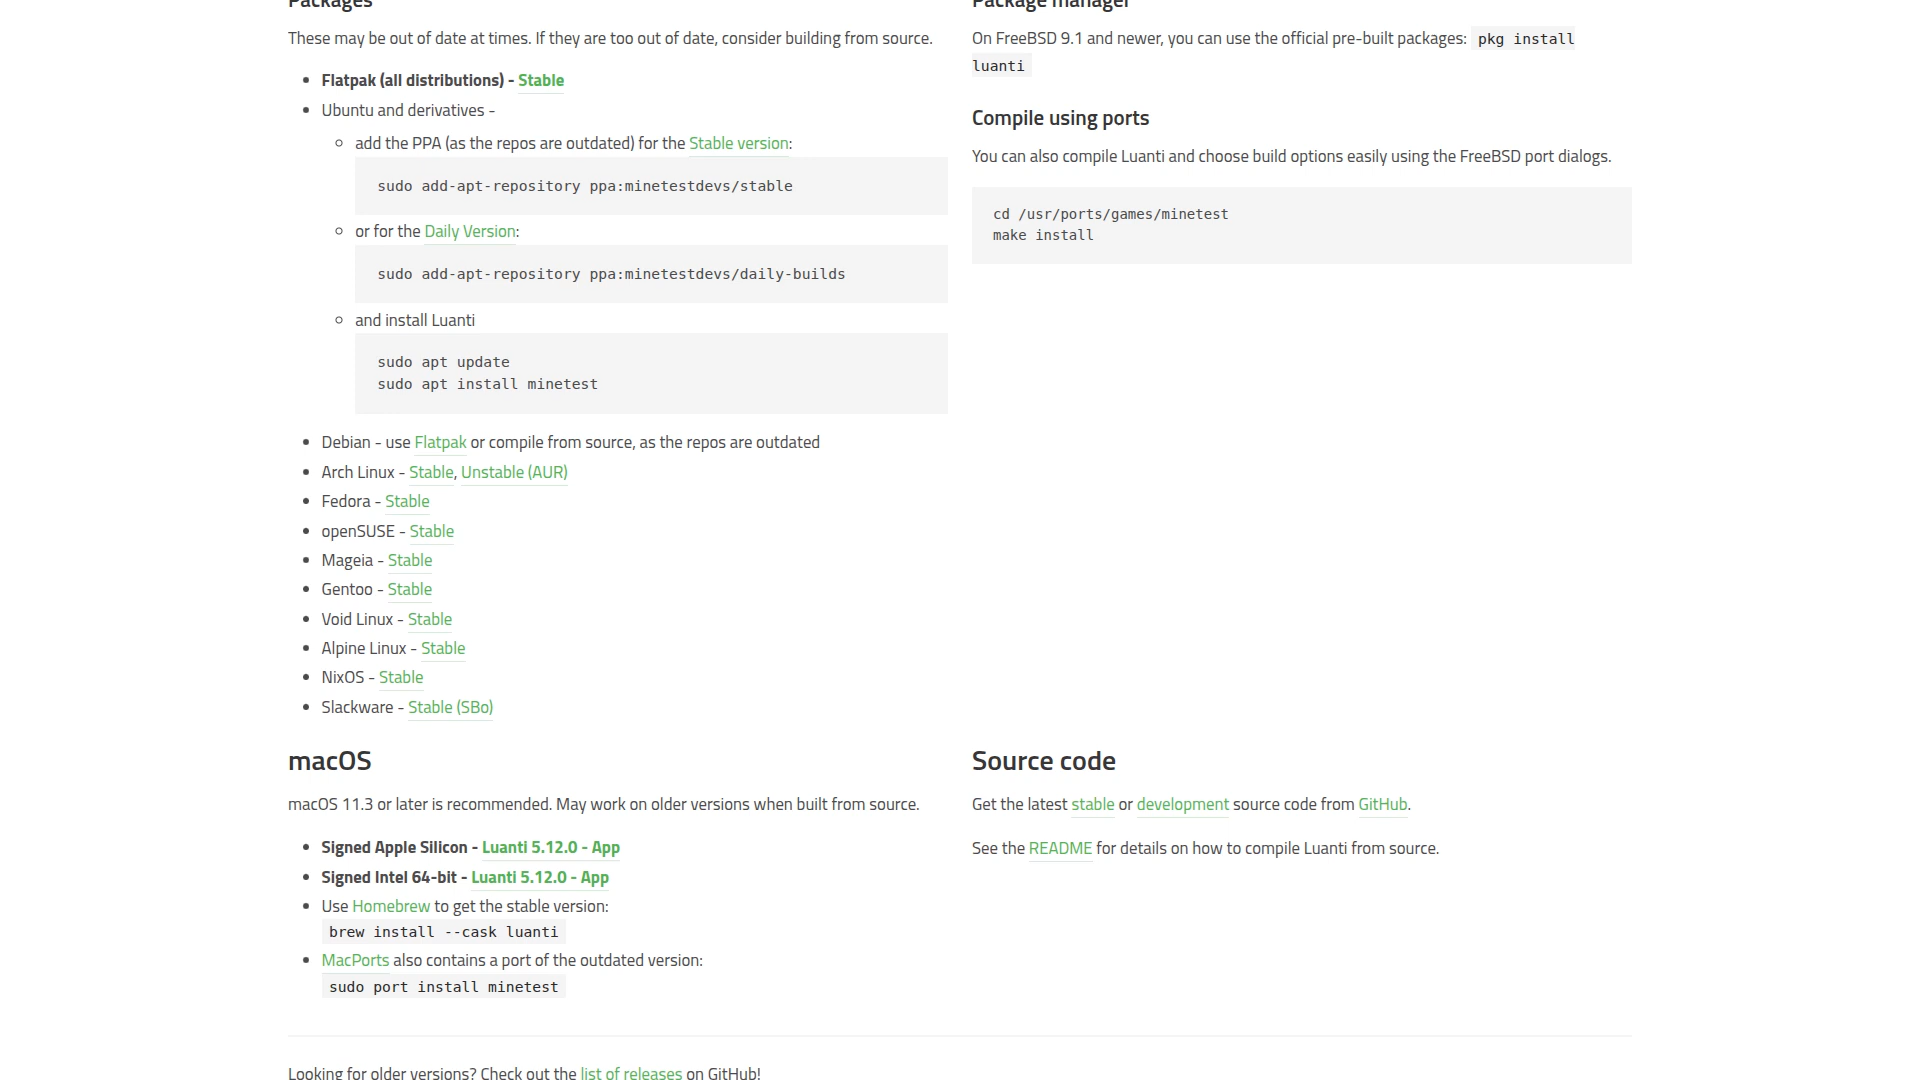 Packages
These may be out of date at times. If they are too out of date, consider building from source.
Flatpak (all distributions) - Stable
Ubuntu and derivatives -
add the PPA (as the repos are outdated) for the Stable version:
sudo add-apt-repository ppa:minetestdevs/stable
or for the Daily Version:
sudo add-apt-repository ppa:minetestdevs/daily-builds
and install Luanti
sudo apt update
sudo apt install minetest
Debian - use Flatpak or compile from source, as the repos are outdated
Arch Linux - Stable, Unstable (AUR)
Fedora - Stable
openSUSE - Stable
Mageia - Stable
Gentoo - Stable
Void Linux - Stable
Alpine Linux - Stable
NixOS - Stable
Slackware - Stable (SBo)
Package manager
On FreeBSD 9.1 and newer, you can use the official pre-built packages: pkg install
luanti
Compile using ports
You can also compile Luanti and choose build options easily using the FreeBSD port dialogs.
cd /usr/ports/games/minetest
make install
macOS
macOS 11.3 or later is recommended. May work on older versions when built from source.
Signed Apple Silicon - Luanti 5.12.0 - App
Signed Intel 64-bit - Luanti 5.12.0 - App
Use Homebrew to get the stable version:
brew install --cask luanti
MacPorts also contains a port of the outdated version:
sudo port install minetest
Source code
Get the latest stable or development source code from GitHub.
See the README for details on how to compile Luanti from source.
Looking for older versions? Check out the list of releases on GitHub!